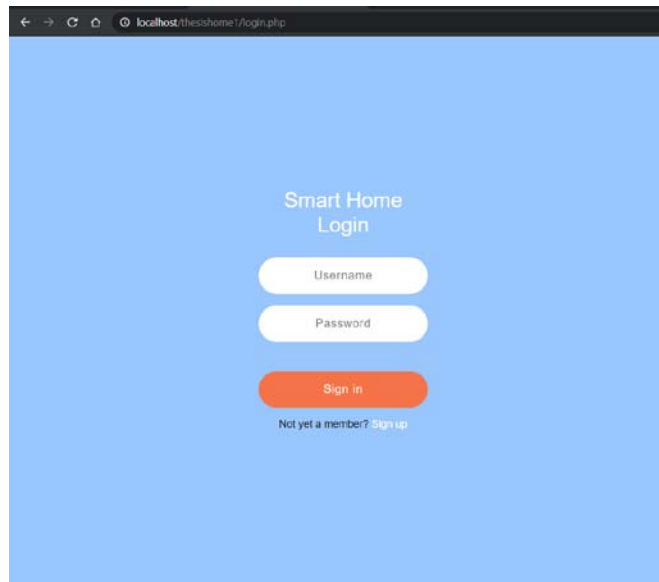 localhost/thesishome1/login.php
Smart Home
Login
Username
Password
Sign in
Not yet a member? Sign up